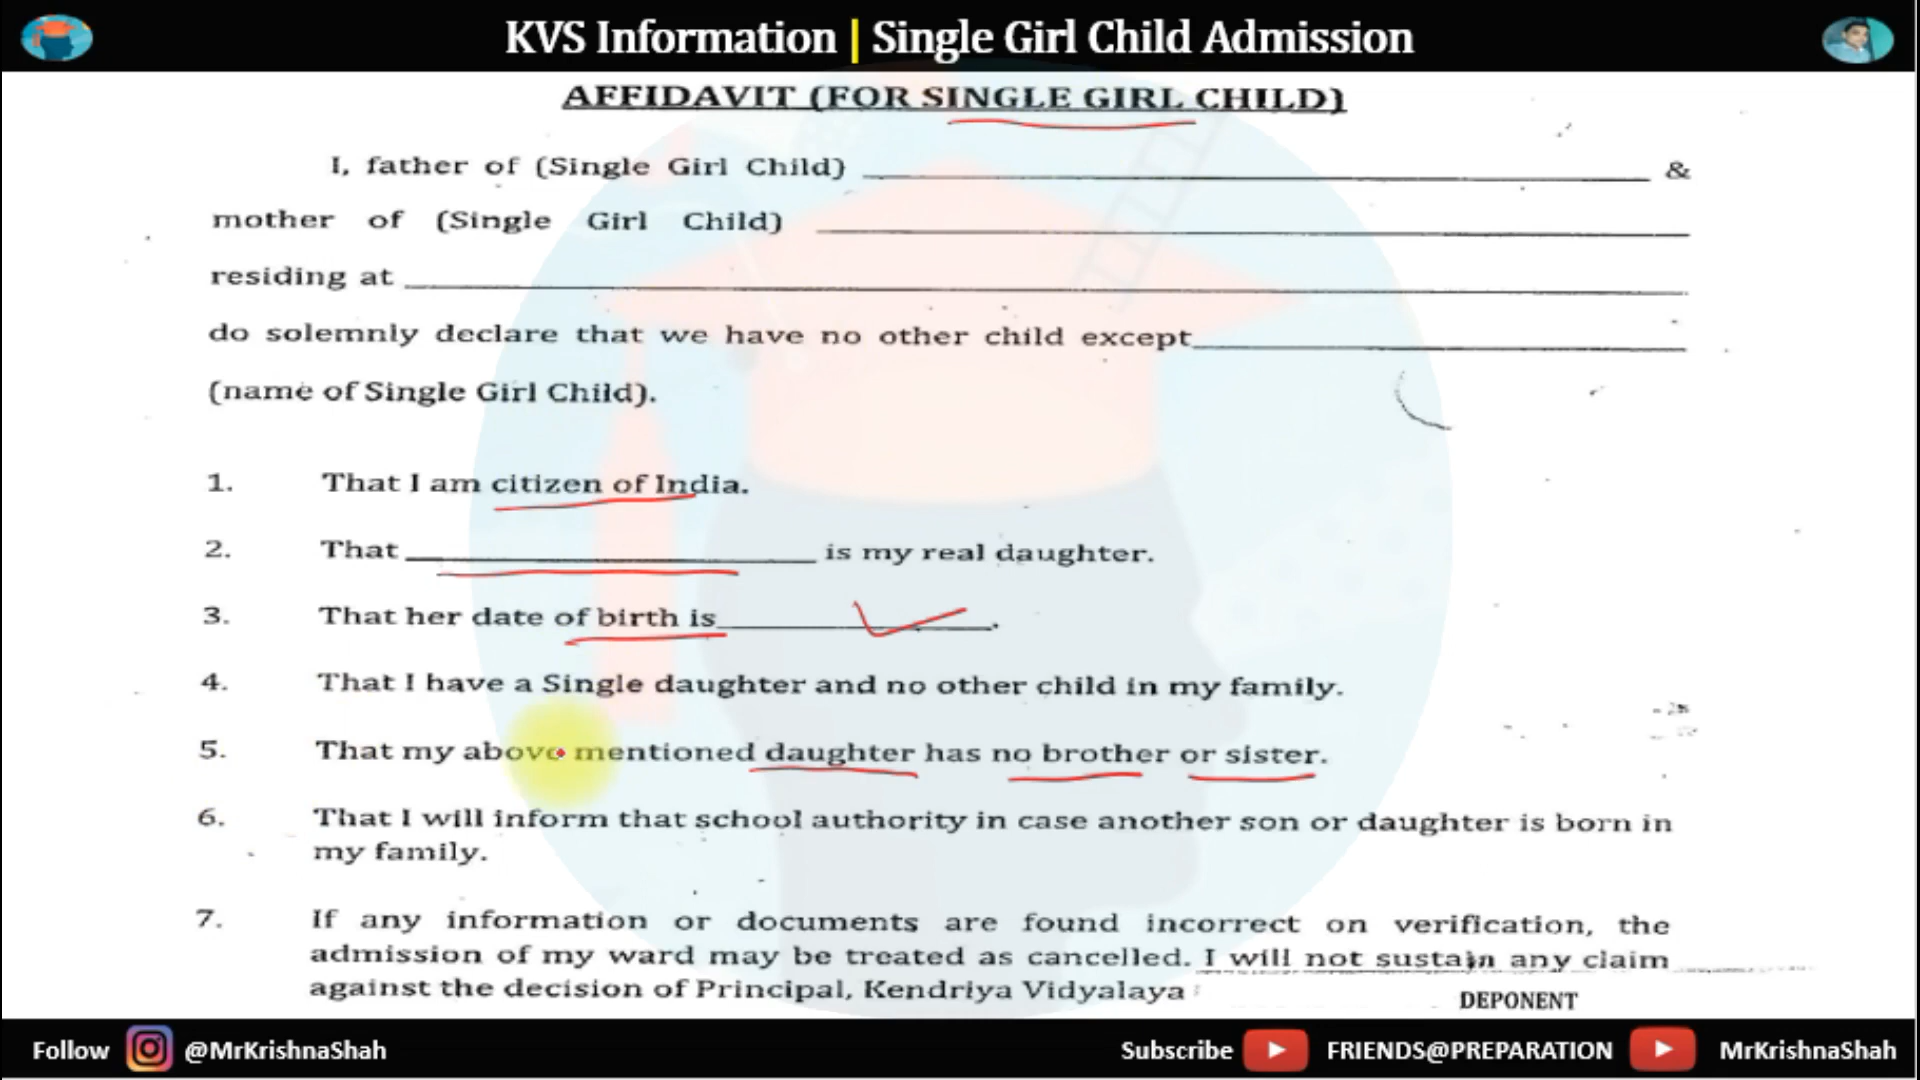 KVS Information | Single Girl Child Admission
AFFIDAVIT (FOR SINGLE GIRL CHILD)
I, father of (Single Girl Child) ____________________ &
mother of (Single Girl Child) ____________________
residing at ____________________
do solemnly declare that we have no other child except____________________
(name of Single Girl Child).
1. That I am citizen of India.
2. That ____________________ is my real daughter.
3. That her date of birth is____________________.
4. That I have a Single daughter and no other child in my family.
5. That my above mentioned daughter has no brother or sister.
6. That I will inform that school authority in case another son or daughter is born in
my family.
7. If any information or documents are found incorrect on verification, the
admission of my ward may be treated as cancelled. I will not sustain any claim
against the decision of Principal, Kendriya Vidyalaya
DEPONENT
Follow @MrKrishnaShah Subscribe FRIENDS@PREPARATION MrKrishnaShah